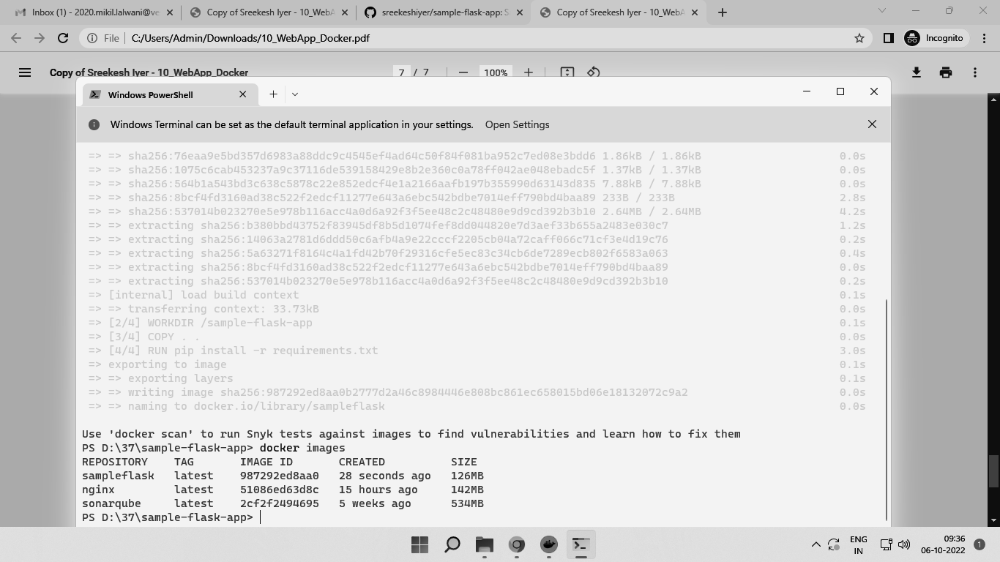 Inbox (1) - 2020.mikil.lalwani@ve
Copy of Sreekesh Iyer - 10_WebA
sreekeshiyer/sample-flask-app: S
Copy of Sreekesh Iyer - 10_WebA
File
C:/Users/Admin/Downloads/10_WebApp_Docker.pdf
Incognito
Copy of Sreekesh Iyer - 10_WebApp_Docker
7 / 7
100%
Windows PowerShell
Windows Terminal can be set as the default terminal application in your settings. Open Settings
=> => sha256:76eaa9e5bd357d6983a88ddc9c4545ef4ad64c50f84f081ba952c7ed08e3bdd6 1.86kB / 1.86kB 0.0s
=> => sha256:1075c6cab453237a9c37116de539158429e8b2e360c0a78ff042ae048ebadc5f 1.37kB / 1.37kB 0.0s
=> => sha256:564b1a543bd3c638c5878c22e852edcf4e1a2166aafb197b355990d63143d835 7.88kB / 7.88kB 0.0s
=> => sha256:8bcf4fd3160ad38c522f2edcf11277e643a6ebc542bdbe7014eff790bd4baa89 233B / 233B 2.8s
=> => sha256:537014b023270e5e978b116acc4a0d6a92f3f5ee48c2c48480e9d9cd392b3b10 2.64MB / 2.64MB 4.2s
=> => extracting sha256:b380bbd43752f83945df8b5d1074fef8dd044820e7d3aef33b655a2483e030c7 1.2s
=> => extracting sha256:14063a2781d6ddd50c6afb4a9e22cccf2205cb04a72caff066c71cf3e4d19c76 0.2s
=> => extracting sha256:5a63271f8164c4a1fd42b70f29316cfe5ec83c34cb6de7289ecb802f6583a063 0.4s
=> => extracting sha256:8bcf4fd3160ad38c522f2edcf11277e643a6ebc542bdbe7014eff790bd4baa89 0.0s
=> => extracting sha256:537014b023270e5e978b116acc4a0d6a92f3f5ee48c2c48480e9d9cd392b3b10 0.2s
=> [internal] load build context 0.1s
=> => transferring context: 33.73kB 0.0s
=> [2/4] WORKDIR /sample-flask-app 0.1s
=> [3/4] COPY . . 0.0s
=> [4/4] RUN pip install -r requirements.txt 3.0s
=> exporting to image 0.1s
=> => exporting layers 0.1s
=> => writing image sha256:987292ed8aa0b2777d2a46c8984446e808bc861ec658015bd06e18132072c9a2 0.0s
=> => naming to docker.io/library/sampleflask 0.0s
Use 'docker scan' to run Snyk tests against images to find vulnerabilities and learn how to fix them
PS D:\37\sample-flask-app> docker images
REPOSITORY TAG IMAGE ID CREATED SIZE
sampleflask latest 987292ed8aa0 28 seconds ago 126MB
nginx latest 51086ed63d8c 15 hours ago 142MB
sonarqube latest 2cf2f2494695 5 weeks ago 534MB
PS D:\37\sample-flask-app>
ENG
IN
09:36
06-10-2022
1